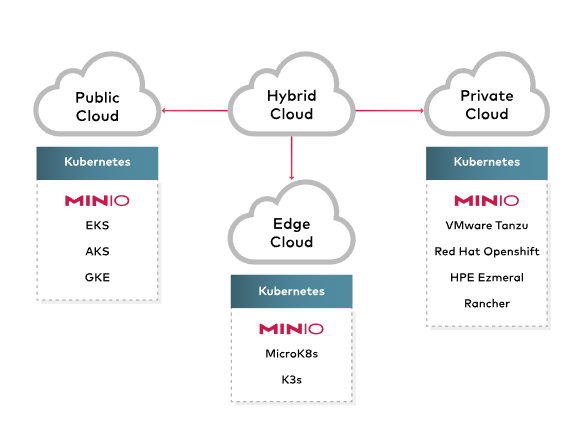 Public
Cloud
Hybrid
Cloud
Private
Cloud
Kubernetes
MINIO
EKS
AKS
GKE
Edge
Cloud
Kubernetes
MINIO
MicroK8s
K3s
Kubernetes
MINIO
VMware Tanzu
Red Hat Openshift
HPE Ezmeral
Rancher